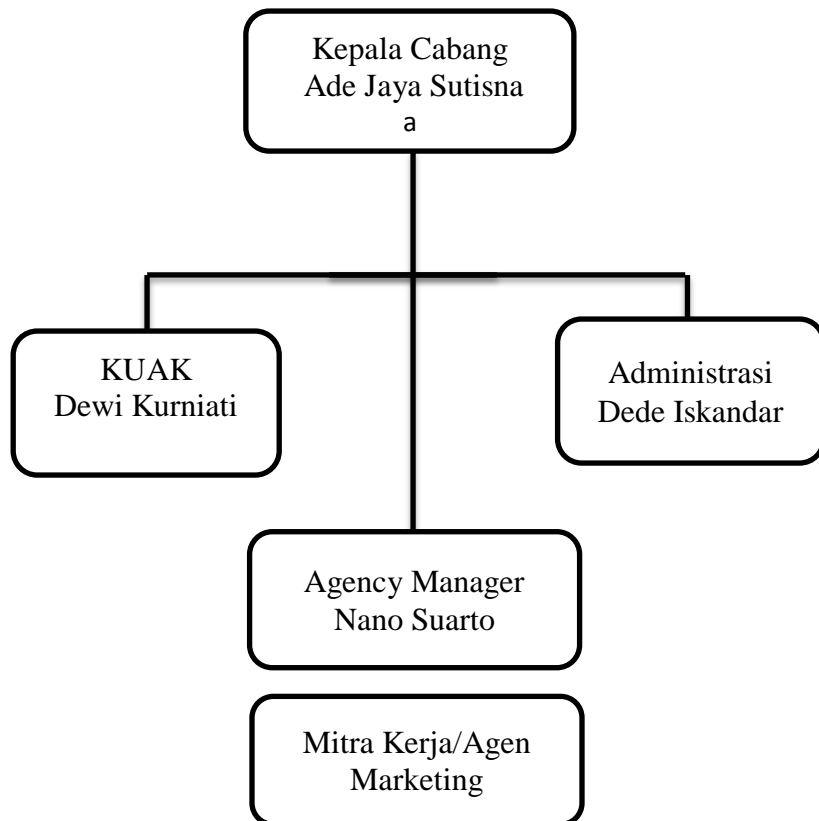 Kepala Cabang
Ade Jaya Sutisna
a
KUAK
Dewi Kurniati
Administrasi
Dede Iskandar
Agency Manager
Nano Suarto
Mitra Kerja/Agen
Marketing